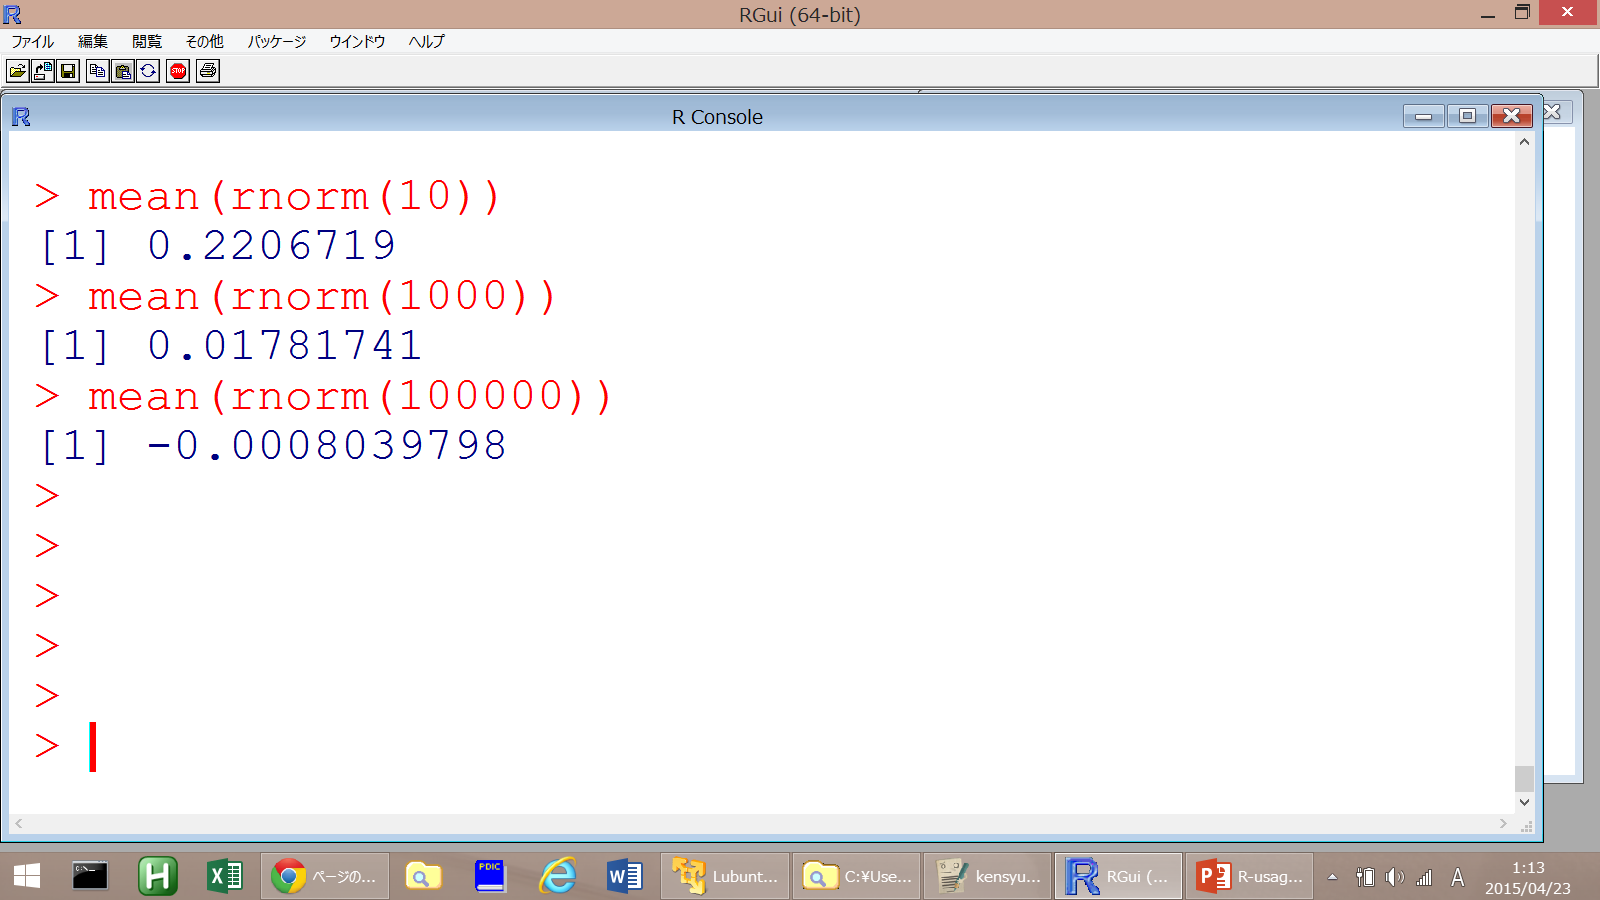 RGui (64-bit)
ファイル 編集 閲覧 その他 パッケージ ウインドウ ヘルプ
STOP
R Console
> mean(rnorm(10))
[1] 0.2206719
> mean(rnorm(1000))
[1] 0.01781741
> mean(rnorm(100000))
[1] -0.0008039798
>
>
>
>
>
>
PDIC
ページの... Lubunt... C:¥Use... kensyu... RGui (... R-usag... A 1:13
2015/04/23